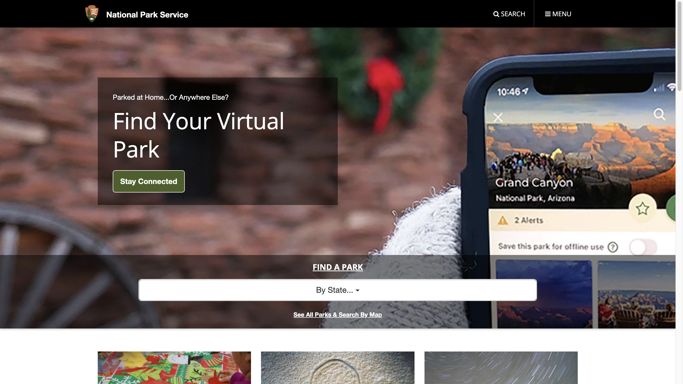 National Park Service
SEARCH
MENU
Parked at Home...Or Anywhere Else?
Find Your Virtual
Park
Stay Connected
10:46
Grand Canyon
National Park, Arizona
2 Alerts
Save this park for offline use
FIND A PARK
By State...
See All Parks & Search By Map